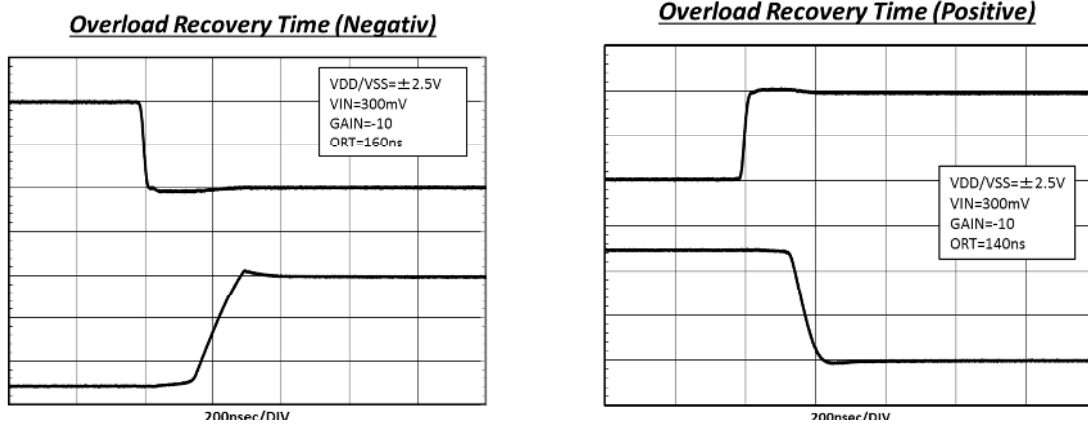 Overload Recovery Time (Negativ)
VDD/VSS=±2.5V
VIN=300mV
GAIN=-10
ORT=160ns
200nsec/DIV
Overload Recovery Time (Positive)
VDD/VSS=±2.5V
VIN=300mV
GAIN=-10
ORT=140ns
200nsec/DIV